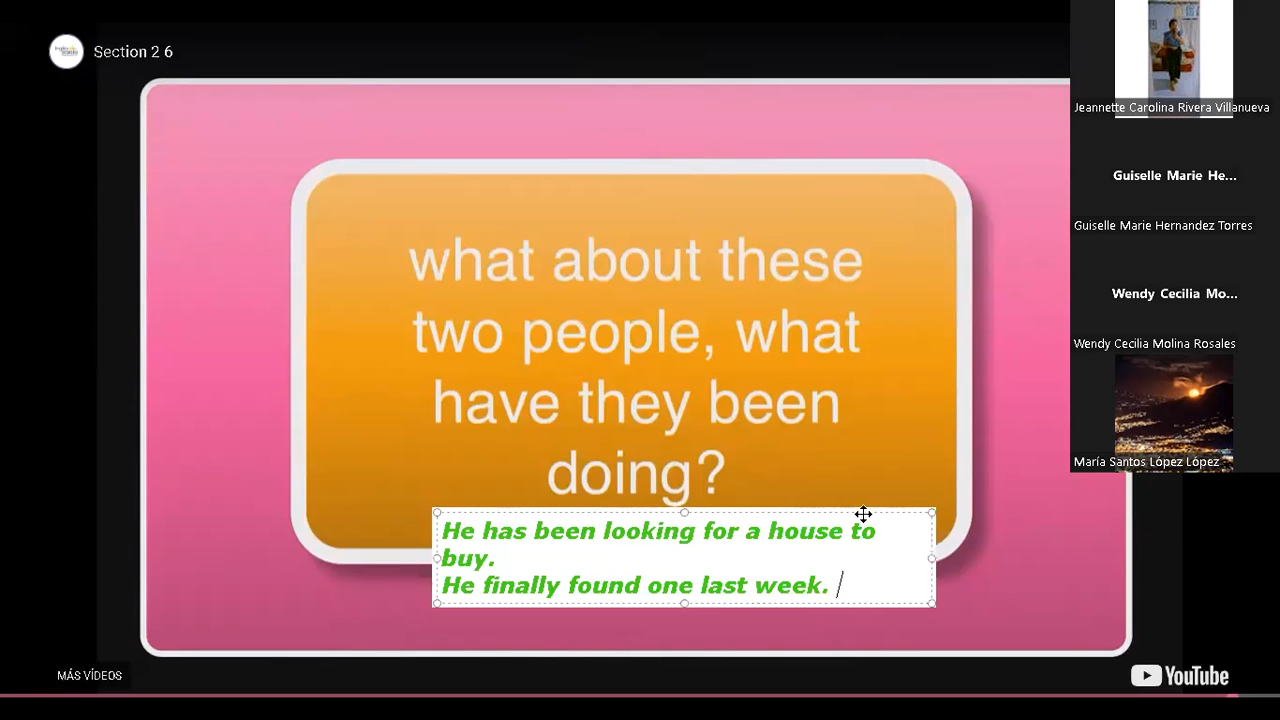 Section 2 6
what about these
two people, what
have they been
doing?
He has been looking for a house to
buy.
He finally found one last week.
MÁS VÍDEOS
YouTube
Jeannette Carolina Rivera Villanueva
Guiselle Marie He...
Guiselle Marie Hernandez Torres
Wendy Cecilia Mo...
Wendy Cecilia Molina Rosales
María Santos López López